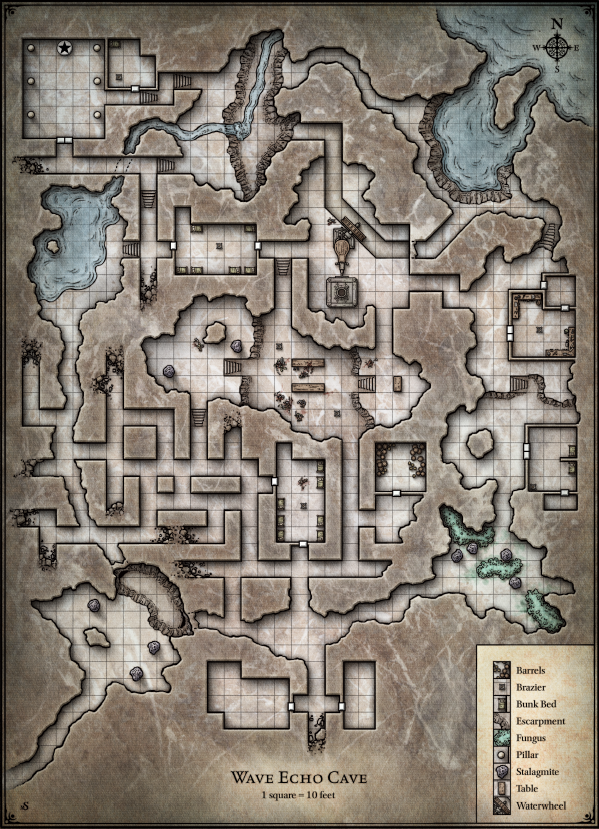 N
W E
S
Barrels
Brazier
Bunk Bed
Escarpment
Fungus
Pillar
Stalagmite
Table
Waterwheel
Wave Echo Cave
1 square = 10 feet